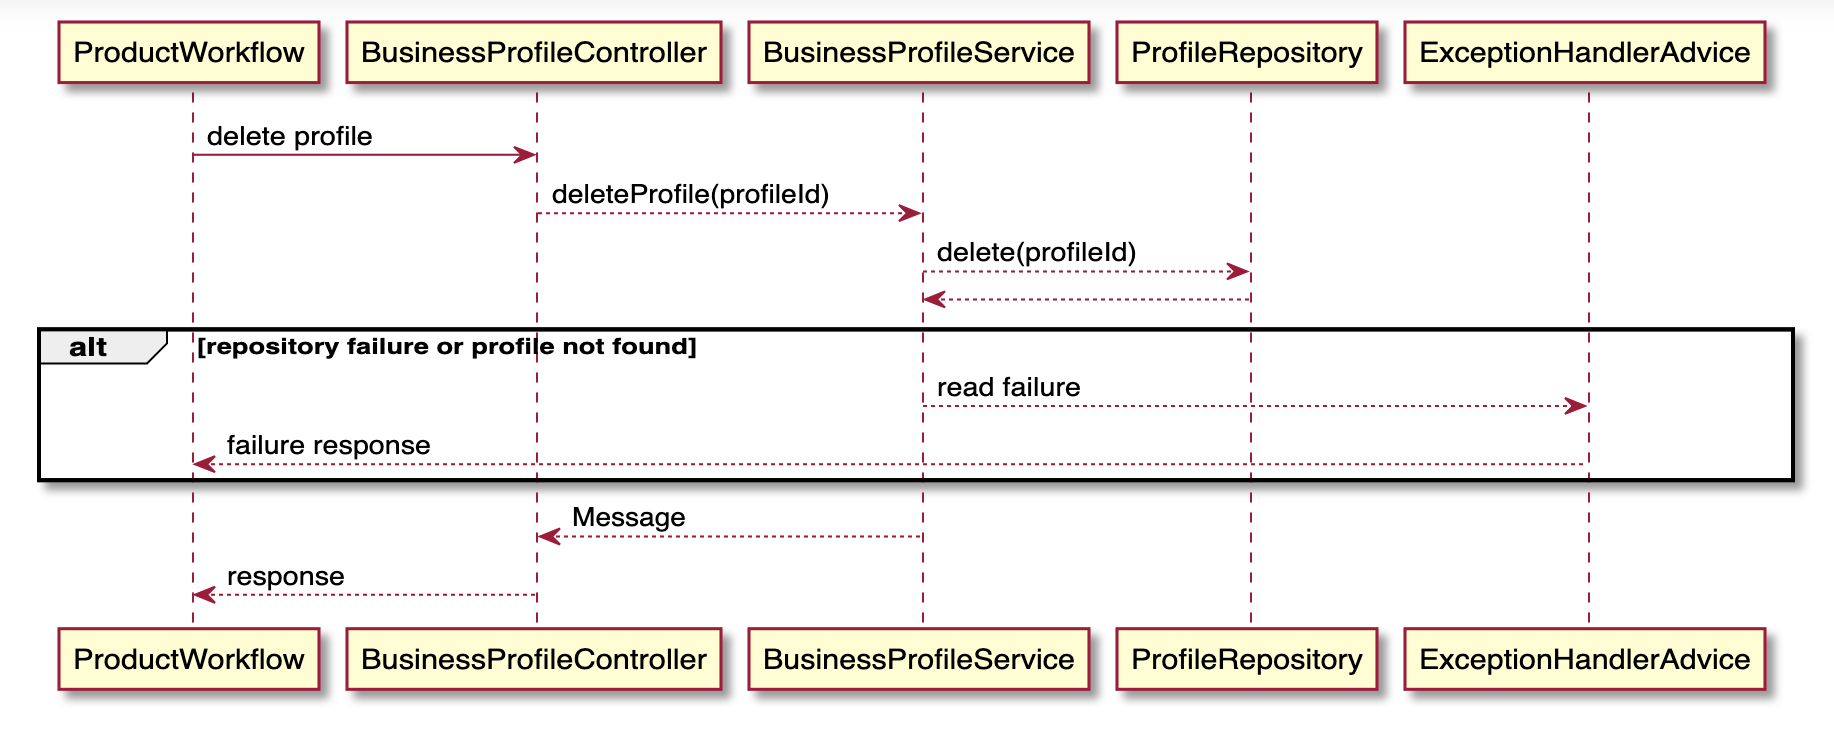 ProductWorkflow
BusinessProfileController
BusinessProfileService
ProfileRepository
ExceptionHandlerAdvice
delete profile
deleteProfile(profileId)
delete(profileId)
alt
[repository failure or profile not found]
read failure
failure response
Message
response
ProductWorkflow
BusinessProfileController
BusinessProfileService
ProfileRepository
ExceptionHandlerAdvice